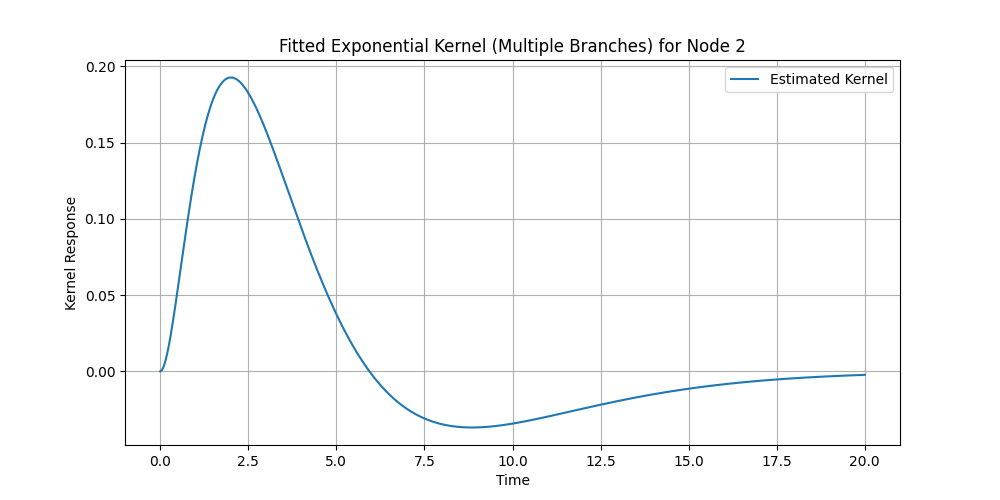 Fitted Exponential Kernel (Multiple Branches) for Node 2
Estimated Kernel
Kernel Response
0.20
0.15
0.10
0.05
0.00
0.0 2.5 5.0 7.5 10.0 12.5 15.0 17.5 20.0
Time